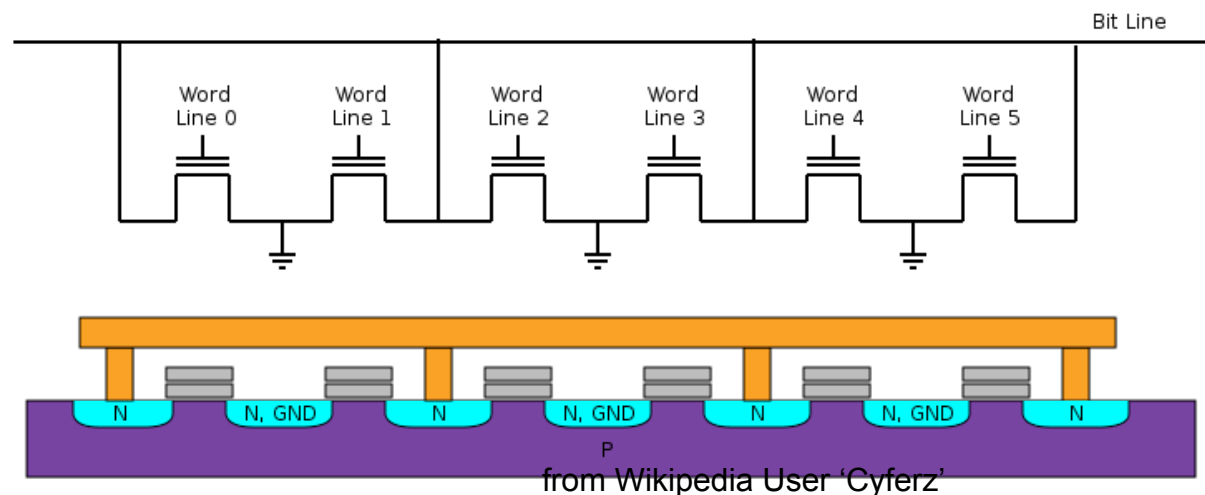 Bit Line
Word
Line 0
Word
Line 1
Word
Line 2
Word
Line 3
Word
Line 4
Word
Line 5
N
N, GND
N
N, GND
N
N, GND
N
P
from Wikipedia User ‘Cyferz’